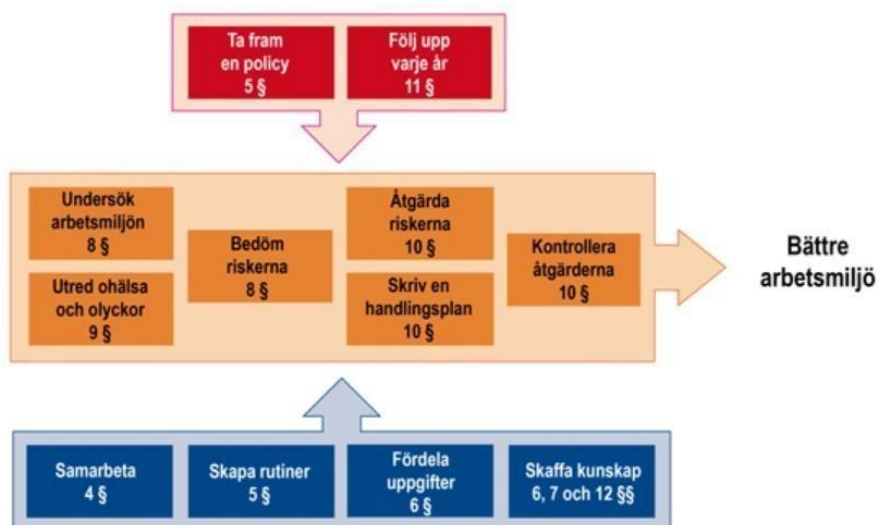 Ta fram
en policy
5 §
Följ upp
varje år
11 §
Undersök
arbetsmiljön
8 §
Utred ohälsa
och olyckor
9 §
Bedöm
riskerna
8 §
Åtgärda
riskerna
10 §
Skriv en
handlingsplan
10 §
Kontrollera
åtgärderna
10 §
Bättre
arbetsmiljö
Samarbeta
4 §
Skapa rutiner
5 §
Fördela
uppgifter
6 §
Skaffa kunskap
6, 7 och 12 §§